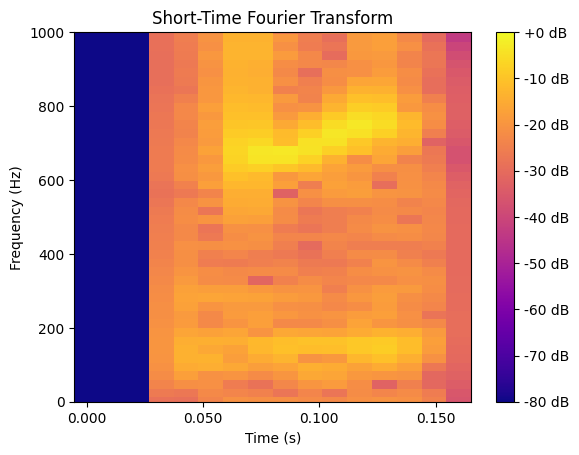 Short-Time Fourier Transform
Frequency (Hz)
1000
800
600
400
200
0
0.000
0.050
0.100
0.150
Time (s)
+0 dB
-10 dB
-20 dB
-30 dB
-40 dB
-50 dB
-60 dB
-70 dB
-80 dB